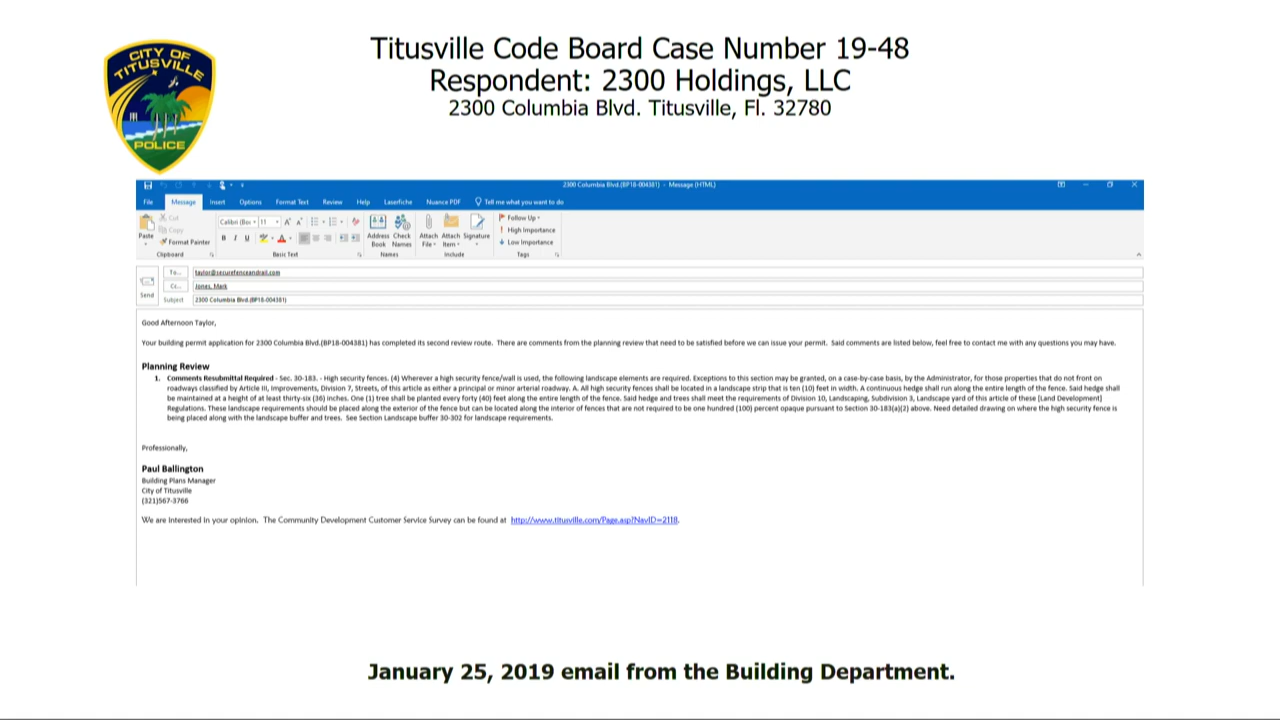 Titusville Code Board Case Number 19-48
Respondent: 2300 Holdings, LLC
2300 Columbia Blvd. Titusville, Fl. 32780
CITY OF
TITUSVILLE
POLICE
2300 Columbia Blvd.(BP18-004381) - Message (HTML)
File Message Insert Options Format Text Review Help Laserfiche Nuance PDF Tell me what you want to do
Cut
Copy
Paste
Format Painter
Clipboard
Calibri (Bo 11 A A
B I U A
Basic Text
Address Book
Check Names
Names
Attach File
Attach Item
Signature
Include
Follow Up
High Importance
Low Importance
Tags
Send
To... taylor@securefenceandrail.com
Cc... Jones, Mark
Subject 2300 Columbia Blvd.(BP18-004381)
Good Afternoon Taylor,
Your building permit application for 2300 Columbia Blvd.(BP18-004381) has completed its second review route. There are comments from the planning review that need to be satisfied before we can issue your permit. Said comments are listed below, feel free to contact me with any questions you may have.
Planning Review
1. Comments Resubmittal Required - Sec. 30-183. - High security fences. (4) Wherever a high security fence/wall is used, the following landscape elements are required. Exceptions to this section may be granted, on a case-by-case basis, by the Administrator, for those properties that do not front on
roadways classified by Article III, Improvements, Division 7, Streets, of this article as either a principal or minor arterial roadway. A. All high security fences shall be located in a landscape strip that is ten (10) feet in width. A continuous hedge shall run along the entire length of the fence. Said hedge shall
be maintained at a height of at least thirty-six (36) inches. One (1) tree shall be planted every forty (40) feet along the entire length of the fence. Said hedge and trees shall meet the requirements of Division 10, Landscaping, Subdivision 3, Landscape yard of this article of these [Land Development]
Regulations. These landscape requirements should be placed along the exterior of the fence but can be located along the interior of fences that are not required to be one hundred (100) percent opaque pursuant to Section 30-183(a)(2) above. Need detailed drawing on where the high security fence is
being placed along with the landscape buffer and trees. See Section Landscape buffer 30-302 for landscape requirements.
Professionally,
Paul Ballington
Building Plans Manager
City of Titusville
(321)567-3766
We are interested in your opinion. The Community Development Customer Service Survey can be found at http://www.titusville.com/Page.asp?NavID=2118.
January 25, 2019 email from the Building Department.